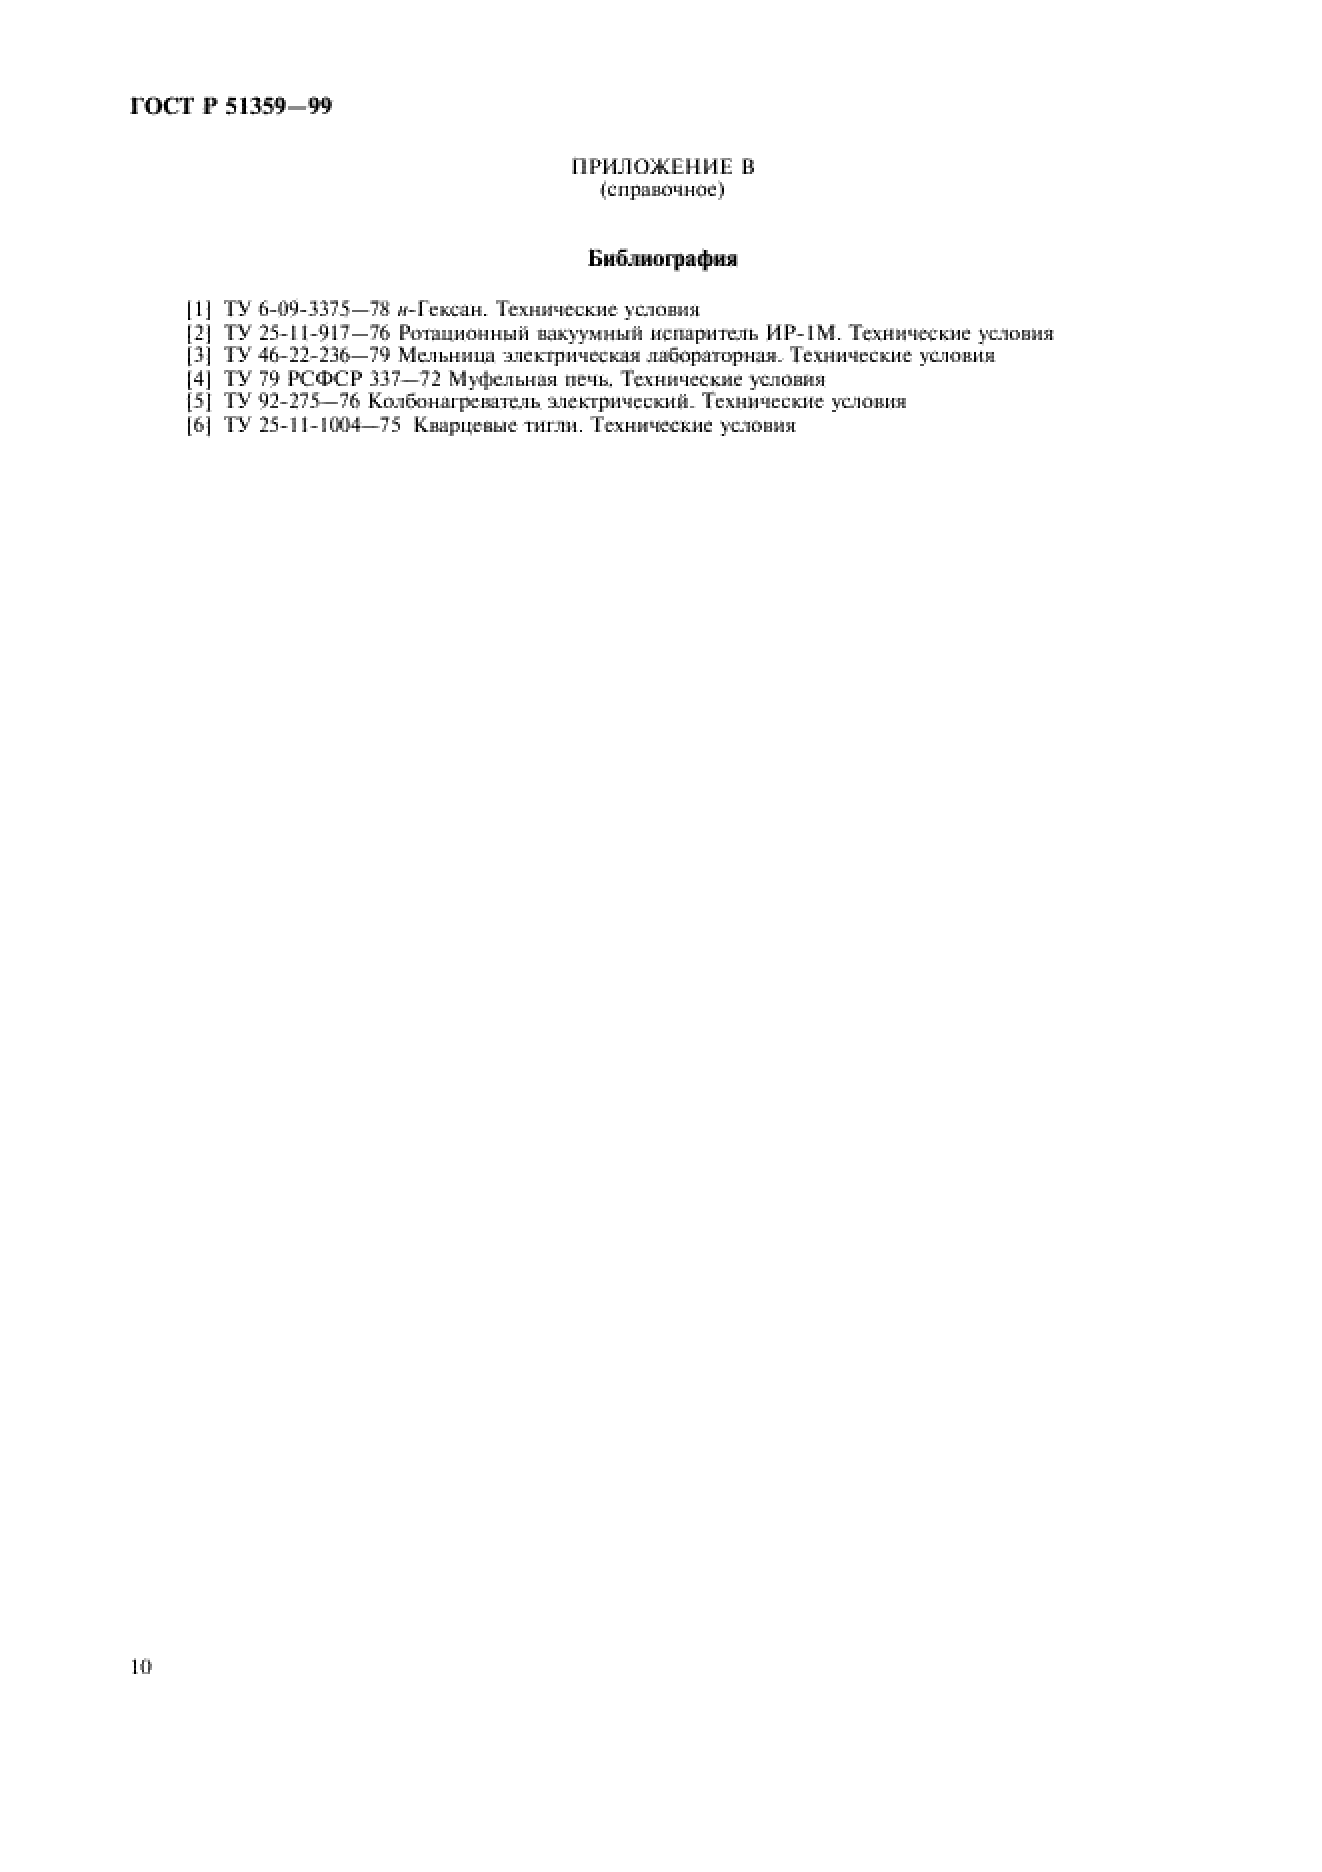 ГОСТ Р 51359—99
ПРИЛОЖЕНИЕ В
(справочное)
Библиография
[1] ТУ 6-09-3375—78 н-Гексан. Технические условия
[2] ТУ 25-11-917—76 Ротационный вакуумный испаритель ИР-1М. Технические условия
[3] ТУ 46-22-236—79 Мельница электрическая лабораторная. Технические условия
[4] ТУ 79 РСФСР 337—72 Муфельная печь. Технические условия
[5] ТУ 92-275—76 Колбонагреватель электрический. Технические условия
[6] ТУ 25-11-1004—75 Кварцевые тигли. Технические условия
10